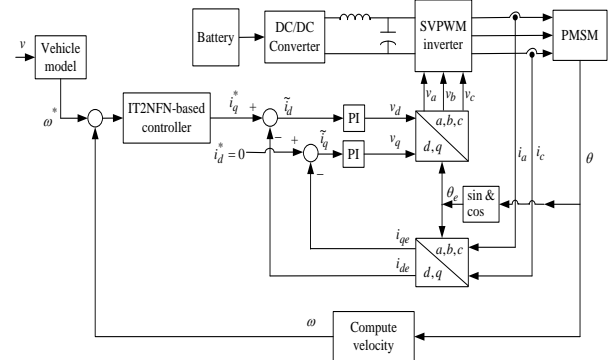 v
Vehicle model
Battery
DC/DC Converter
SVPWM inverter
PMSM
ω*
IT2NFN-based controller
i*q
+
ĩd
PI
vd
va
vb
vc
a,b,c
d,q
−
+
i*d = 0
ĩq
PI
vq
−
ia
ic
θ
θe
sin & cos
iqe
ide
a,b,c
d,q
ω
Compute velocity